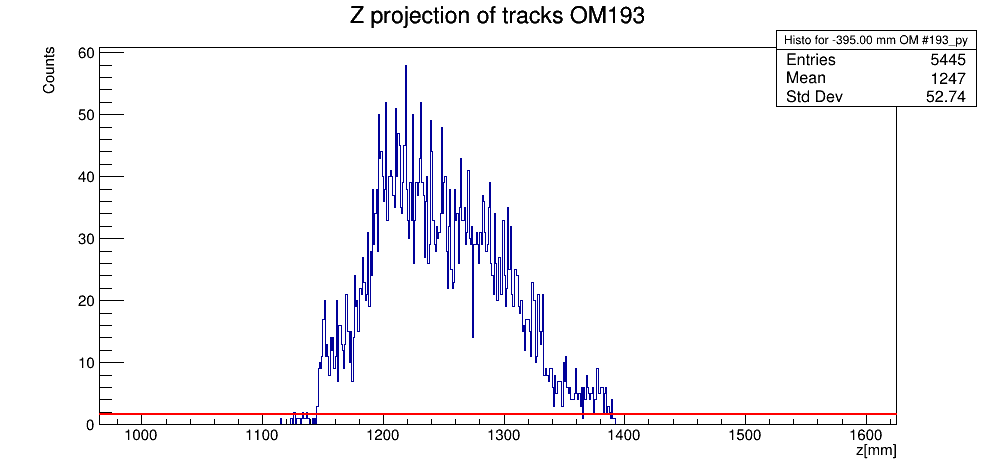 Z projection of tracks OM193
Histo for -395.00 mm OM #193_py
Entries 5445
Mean 1247
Std Dev 52.74
Counts
60
50
40
30
20
10
0
1000 1100 1200 1300 1400 1500 1600
z[mm]